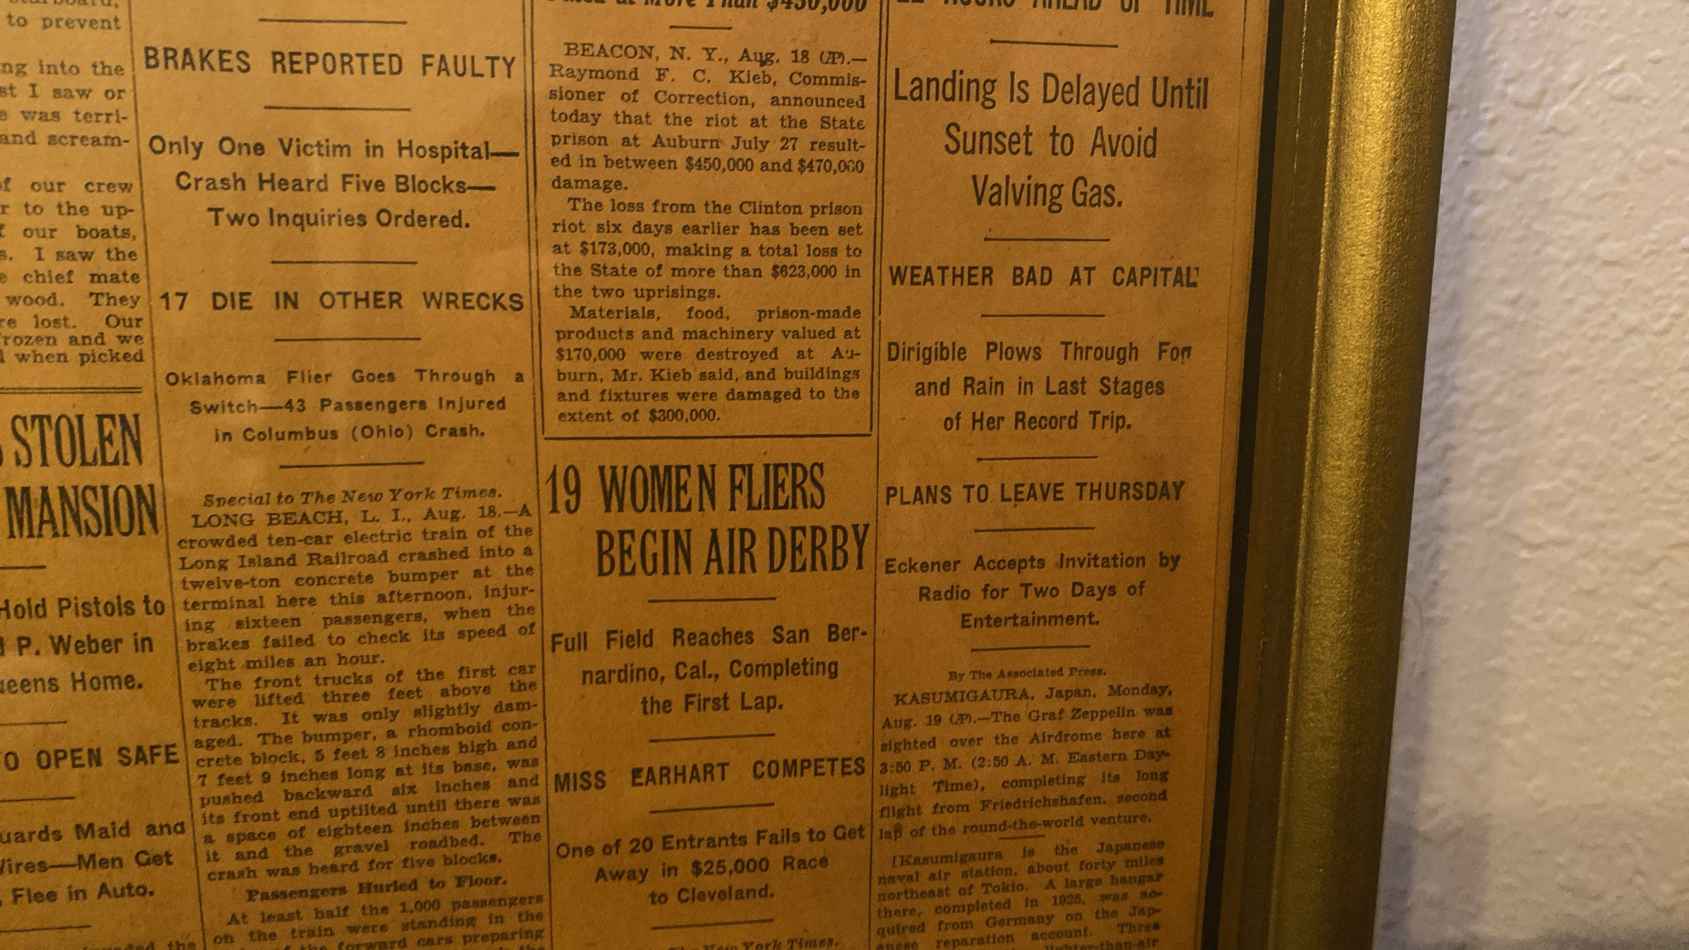 to prevent
ng into the
st I saw or
was terri-
and scream-
of our crew
r to the up-
f our boats,
s. I saw the
e chief mate
wood. They
re lost. Our
frozen and we
when picked
STOLEN
MANSION
Hold Pistols to
P. Weber in
ueens Home.
O OPEN SAFE
uards Maid and
Wires—Men Get
Flee in Auto.
BRAKES REPORTED FAULTY
Only One Victim in Hospital—
Crash Heard Five Blocks—
Two Inquiries Ordered.
17 DIE IN OTHER WRECKS
Oklahoma Flier Goes Through a
Switch—43 Passengers Injured
in Columbus (Ohio) Crash.
Special to The New York Times.
LONG BEACH, L. I., Aug. 18.—A
crowded ten-car electric train of the
Long Island Railroad crashed into a
twelve-ton concrete bumper at the
terminal here this afternoon, injur-
ing sixteen passengers, when the
brakes failed to check its speed of
eight miles an hour.
The front trucks of the first car
were lifted three feet above the
tracks. It was only slightly dam-
aged. The bumper, a rhomboid con-
crete block, 5 feet 8 inches high and
7 feet 9 inches long at its base, was
pushed backward six inches and
its front end uptilted until there was
a space of eighteen inches between
it and the gravel roadbed. The
crash was heard for five blocks.
Passengers Hurled to Floor.
At least half the 1,000 passengers
on the train were standing in the
forward cars preparing
More Than $450,000
BEACON, N. Y., Aug. 18 (AP).—
Raymond F. C. Kieb, Commis-
sioner of Correction, announced
today that the riot at the State
prison at Auburn July 27 result-
ed in between $450,000 and $470,000
damage.
The loss from the Clinton prison
riot six days earlier has been set
at $173,000, making a total loss to
the State of more than $623,000 in
the two uprisings.
Materials, food, prison-made
products and machinery valued at
$170,000 were destroyed at Au-
burn, Mr. Kieb said, and buildings
and fixtures were damaged to the
extent of $300,000.
19 WOMEN FLIERS
BEGIN AIR DERBY
Full Field Reaches San Ber-
nardino, Cal., Completing
the First Lap.
MISS EARHART COMPETES
One of 20 Entrants Fails to Get
Away in $25,000 Race
to Cleveland.
New York Times.
HOURS AHEAD OF TIME
Landing Is Delayed Until
Sunset to Avoid
Valving Gas.
WEATHER BAD AT CAPITAL
Dirigible Plows Through Fog
and Rain in Last Stages
of Her Record Trip.
PLANS TO LEAVE THURSDAY
Eckener Accepts Invitation by
Radio for Two Days of
Entertainment.
By The Associated Press.
KASUMIGAURA, Japan, Monday,
Aug. 19 (AP).—The Graf Zeppelin was
sighted over the Airdrome here at
3:50 P. M. (2:50 A. M. Eastern Day-
light Time), completing its long
flight from Friedrichshafen, second
lap of the round-the-world venture.
[Kasumigaura is the Japanese
naval air station, about forty miles
northeast of Tokio. A large hangar
there, completed in 1925, was ac-
quired from Germany on the Jap-
anese reparation account. Three
lighter-than-air